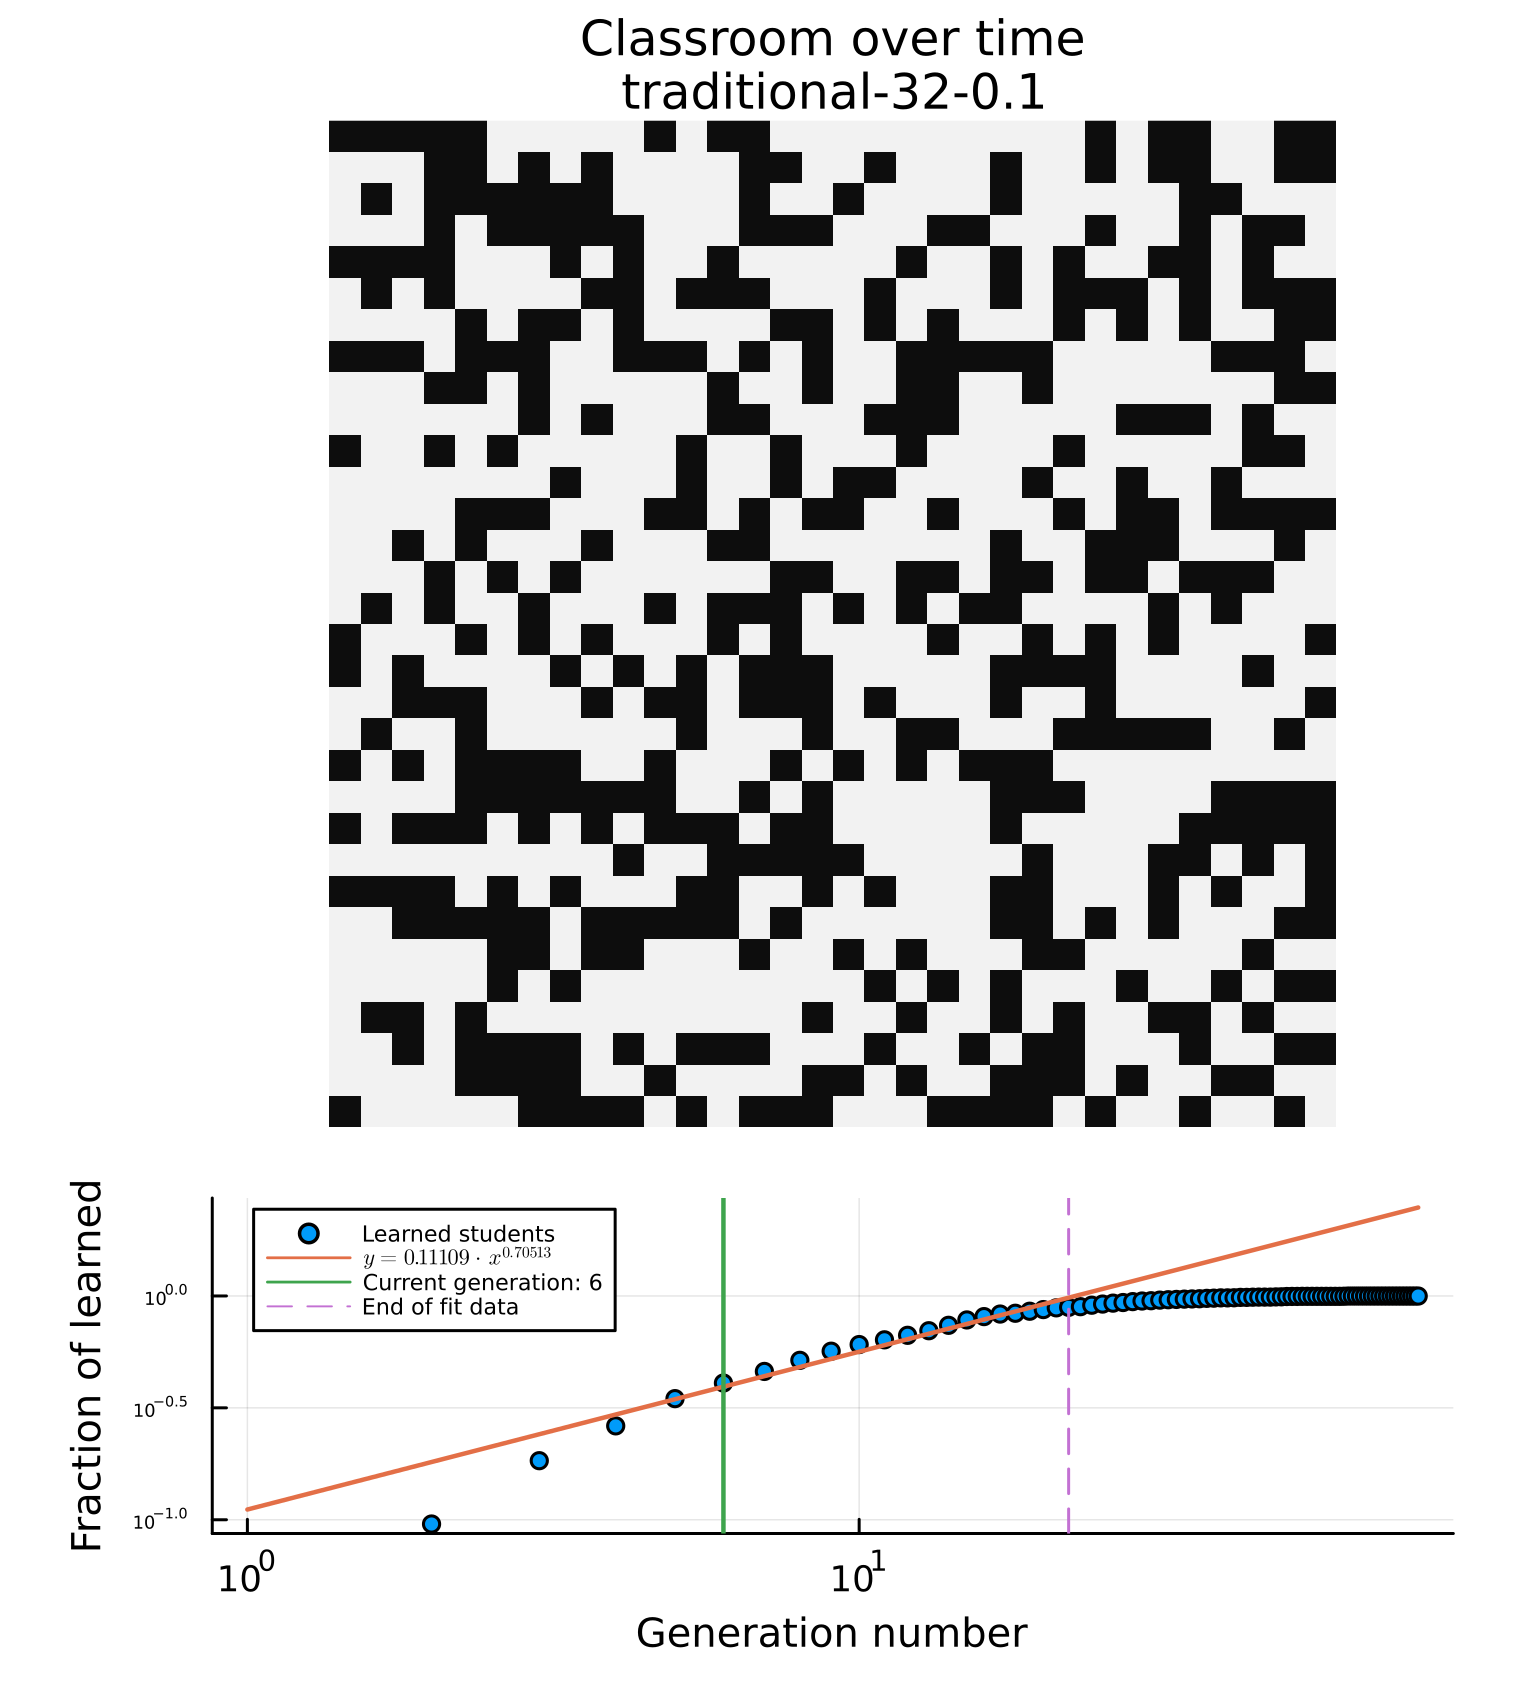 Classroom over time
traditional-32-0.1
Fraction of learned
Learned students
y = 0.11109 · x^0.70513
Current generation: 6
End of fit data
10^0.0
10^−0.5
10^−1.0
10^0
10^1
Generation number